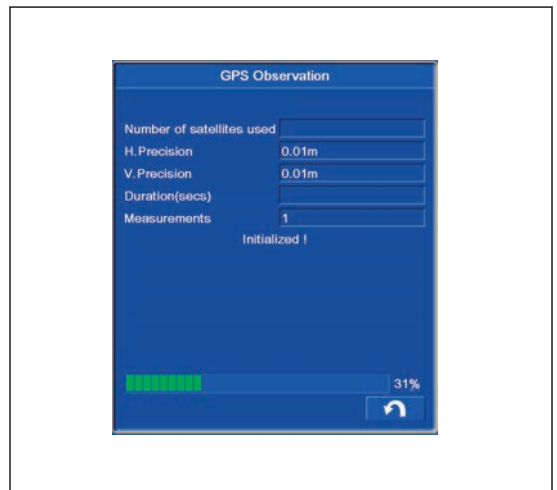 GPS Observation
Number of satellites used
H.Precision 0.01m
V.Precision 0.01m
Duration(secs)
Measurements 1
Initialized !
31%